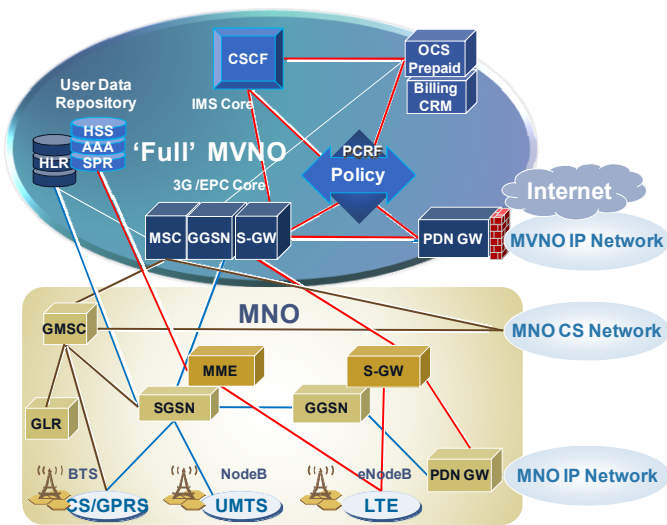 CSCF
OCS
Prepaid
Billing
CRM
User Data
Repository
IMS Core
HSS
AAA
SPR
HLR
'Full' MVNO
PCRF
Policy
3G /EPC Core
Internet
MSC
GGSN
S-GW
PDN GW
MVNO IP Network
MNO
GMSC
MNO CS Network
MME
S-GW
SGSN
GGSN
GLR
PDN GW
MNO IP Network
BTS
NodeB
eNodeB
CS/GPRS
UMTS
LTE